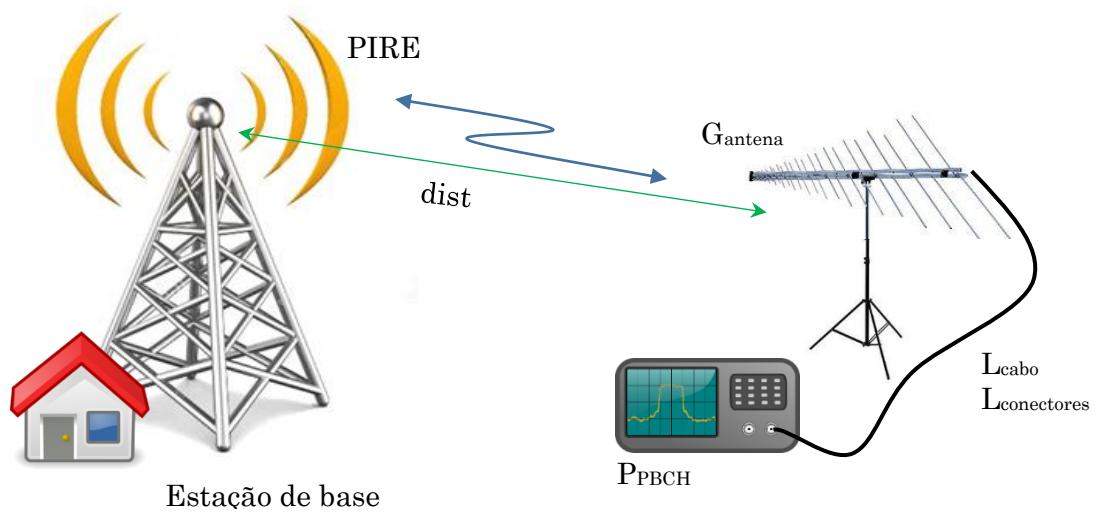 PIRE
Gantena
dist
Lcabo
Lconectores
PPBCH
Estação de base